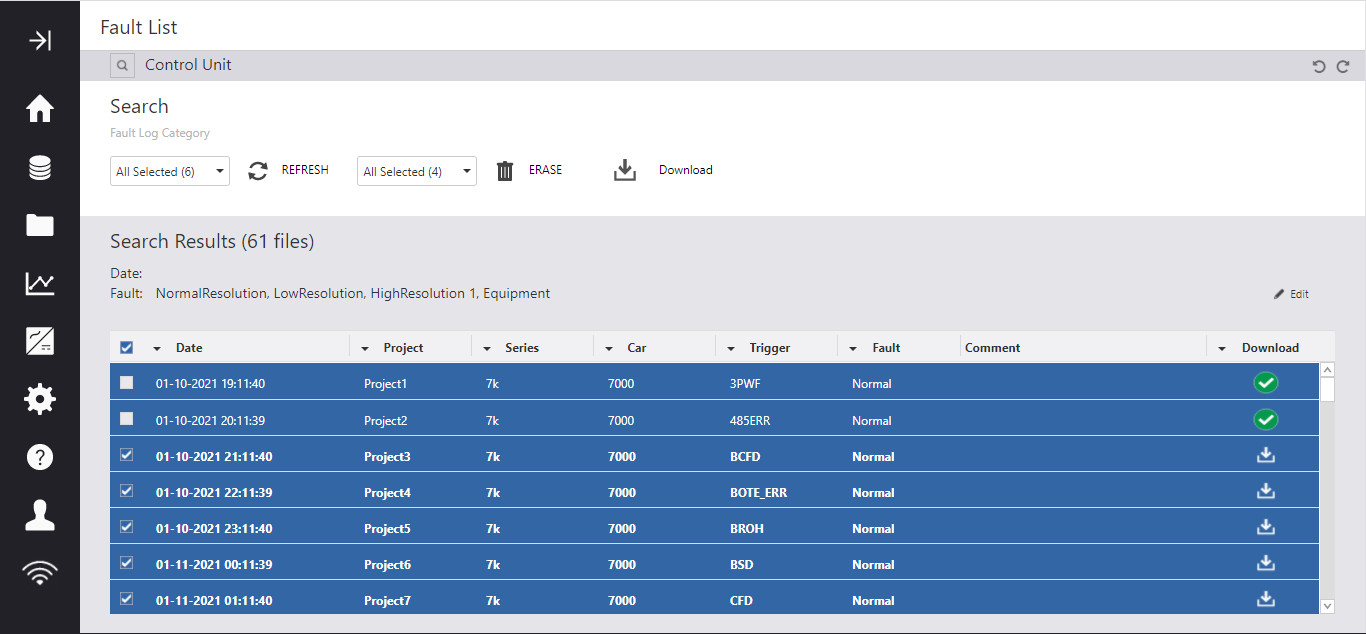 Fault List
Control Unit
Search
Fault Log Category
All Selected (6) REFRESH All Selected (4) ERASE Download
Search Results (61 files)
Date:
Fault: NormalResolution, LowResolution, HighResolution 1, Equipment
Edit
Date Project Series Car Trigger Fault Comment Download
01-10-2021 19:11:40 Project1 7k 7000 3PWF Normal
01-10-2021 20:11:39 Project2 7k 7000 485ERR Normal
01-10-2021 21:11:40 Project3 7k 7000 BCFD Normal
01-10-2021 22:11:39 Project4 7k 7000 BOTE_ERR Normal
01-10-2021 23:11:40 Project5 7k 7000 BROH Normal
01-11-2021 00:11:39 Project6 7k 7000 BSD Normal
01-11-2021 01:11:40 Project7 7k 7000 CFD Normal